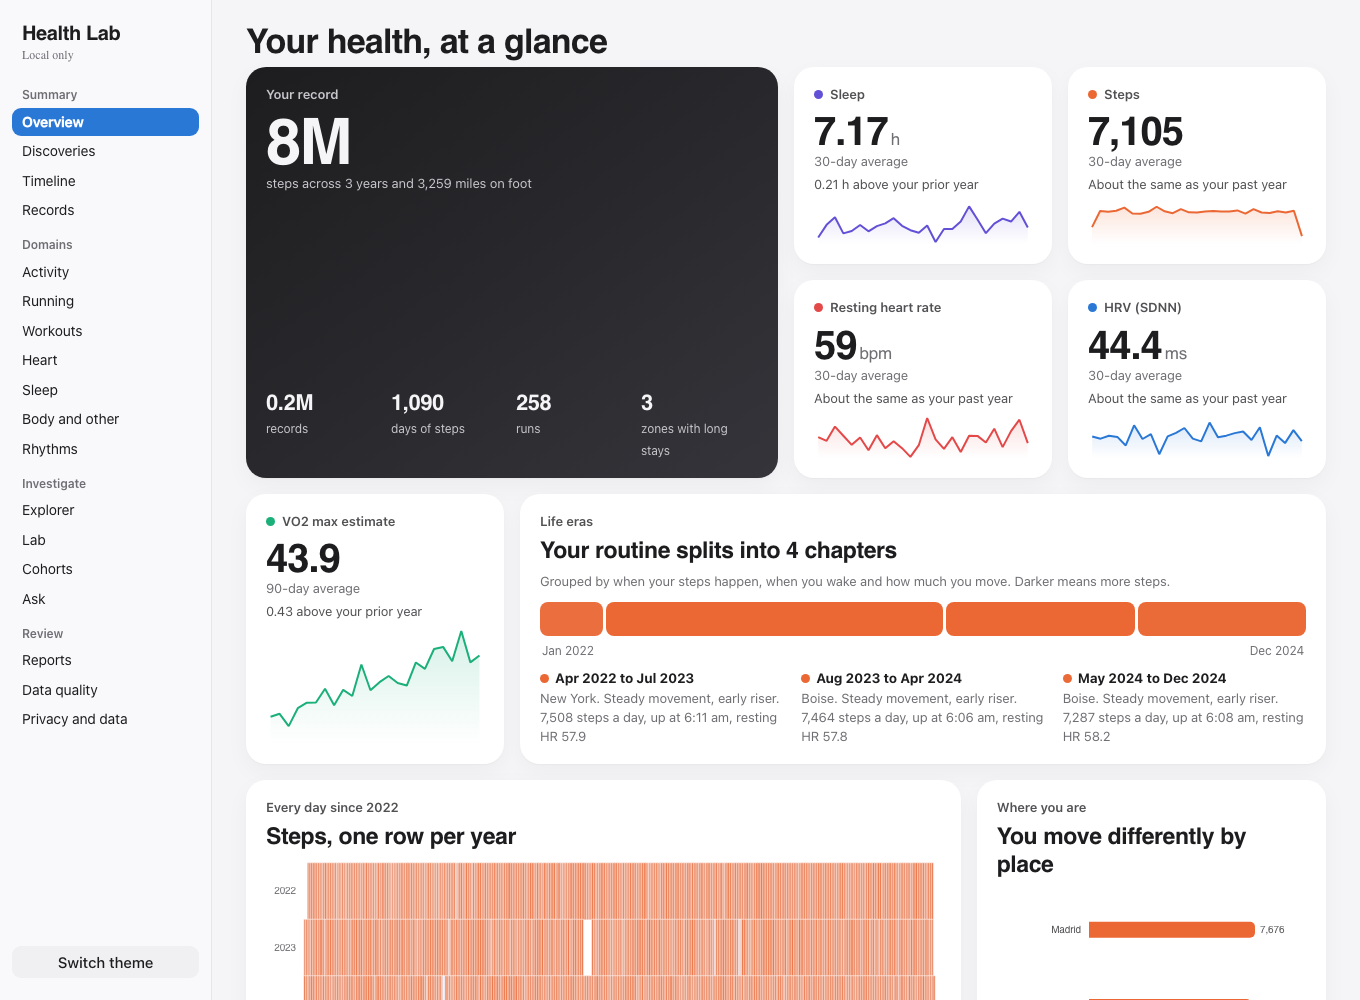 Health Lab
Local only
Summary
Overview
Discoveries
Timeline
Records
Domains
Activity
Running
Workouts
Heart
Sleep
Body and other
Rhythms
Investigate
Explorer
Lab
Cohorts
Ask
Review
Reports
Data quality
Privacy and data
Switch theme
Your health, at a glance
Your record
8M
steps across 3 years and 3,259 miles on foot
0.2M
records
1,090
days of steps
258
runs
3
zones with long
stays
Sleep
7.17 h
30-day average
0.21 h above your prior year
Steps
7,105
30-day average
About the same as your past year
Resting heart rate
59 bpm
30-day average
About the same as your past year
HRV (SDNN)
44.4 ms
30-day average
About the same as your past year
VO2 max estimate
43.9
90-day average
0.43 above your prior year
Life eras
Your routine splits into 4 chapters
Grouped by when your steps happen, when you wake and how much you move. Darker means more steps.
Jan 2022
Dec 2024
Apr 2022 to Jul 2023
New York. Steady movement, early riser.
7,508 steps a day, up at 6:11 am, resting
HR 57.9
Aug 2023 to Apr 2024
Boise. Steady movement, early riser.
7,464 steps a day, up at 6:06 am, resting
HR 57.8
May 2024 to Dec 2024
Boise. Steady movement, early riser.
7,287 steps a day, up at 6:08 am, resting
HR 58.2
Every day since 2022
Steps, one row per year
2022
2023
Where you are
You move differently by
place
Madrid
7,676